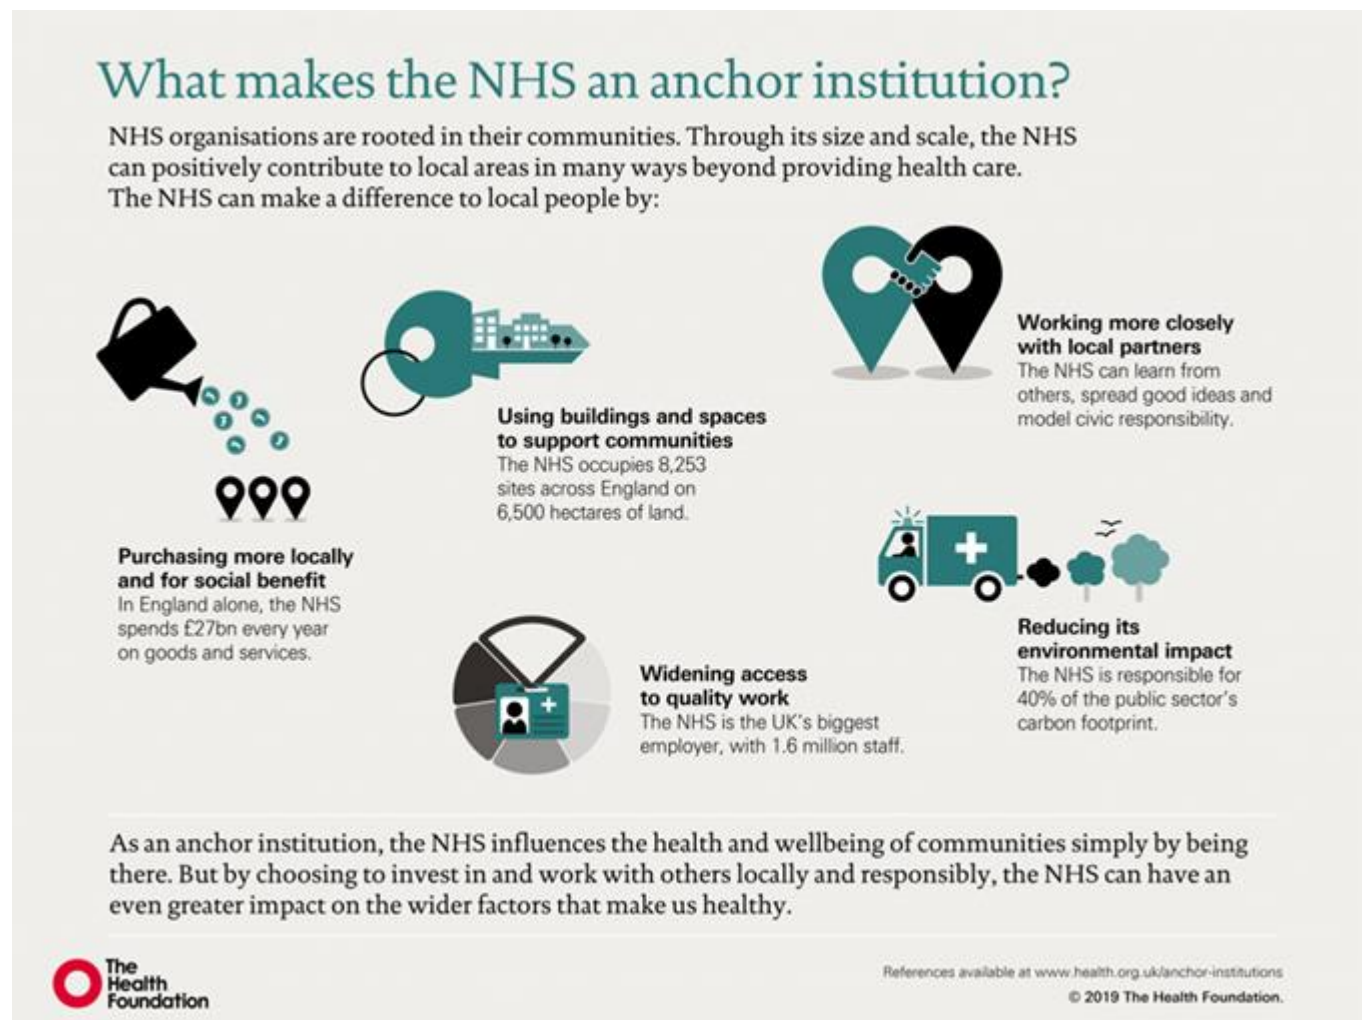 What makes the NHS an anchor institution?
NHS organisations are rooted in their communities. Through its size and scale, the NHS
can positively contribute to local areas in many ways beyond providing health care.
The NHS can make a difference to local people by:
Purchasing more locally
and for social benefit
In England alone, the NHS
spends £27bn every year
on goods and services.
Using buildings and spaces
to support communities
The NHS occupies 8,253
sites across England on
6,500 hectares of land.
Widening access
to quality work
The NHS is the UK's biggest
employer, with 1.6 million staff.
Working more closely
with local partners
The NHS can learn from
others, spread good ideas and
model civic responsibility.
Reducing its
environmental impact
The NHS is responsible for
40% of the public sector's
carbon footprint.
As an anchor institution, the NHS influences the health and wellbeing of communities simply by being
there. But by choosing to invest in and work with others locally and responsibly, the NHS can have an
even greater impact on the wider factors that make us healthy.
The
Health
Foundation
References available at www.health.org.uk/anchor-institutions
© 2019 The Health Foundation.